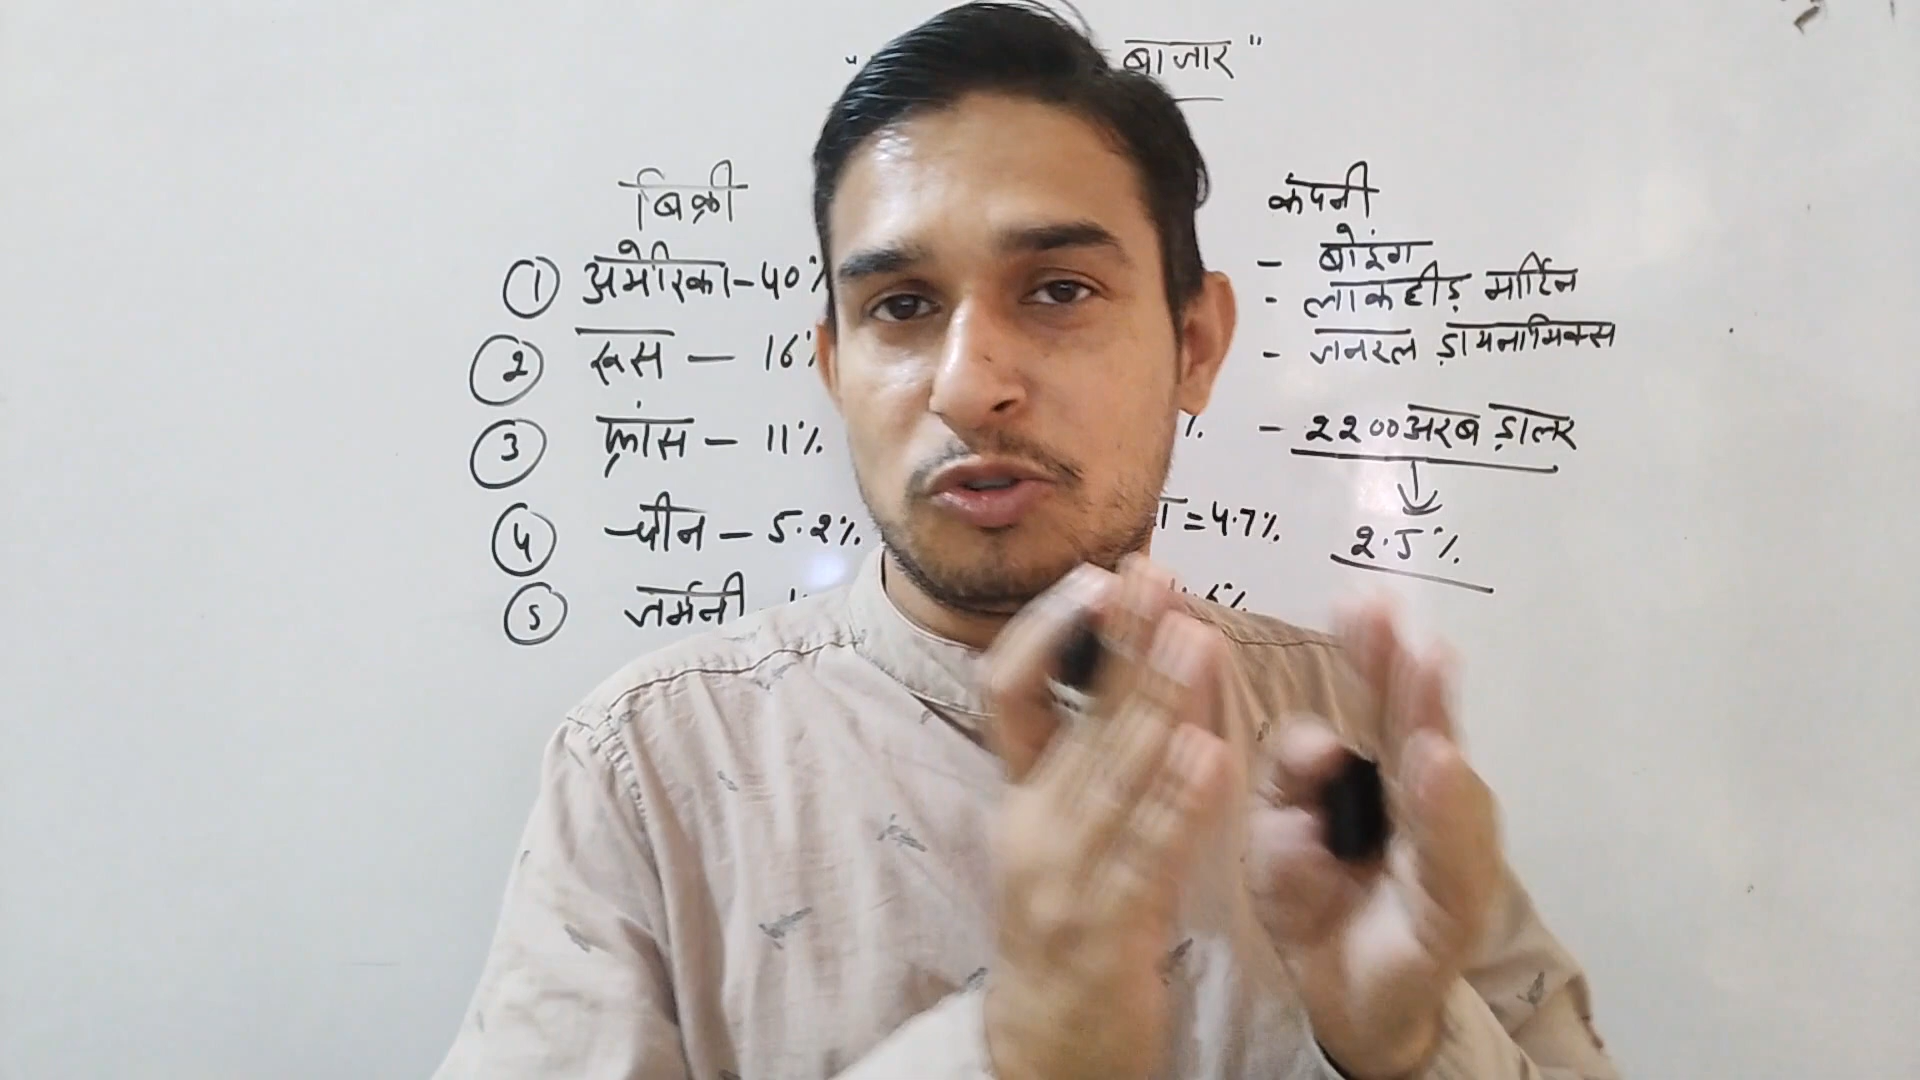 बाजार"
बिक्री
① अमेरिका - 40%
② रूस — 16%
③ फ्रांस - 11%.
④ चीन - 5.2%.
⑤ जर्मनी
कंपनी
- बोइंग
- लाकहीड़ मार्टिन
- जनरल ड़ायनामिक्स
- 2200 अरब ड़ालर
↓
2.5%
= 4.7%.